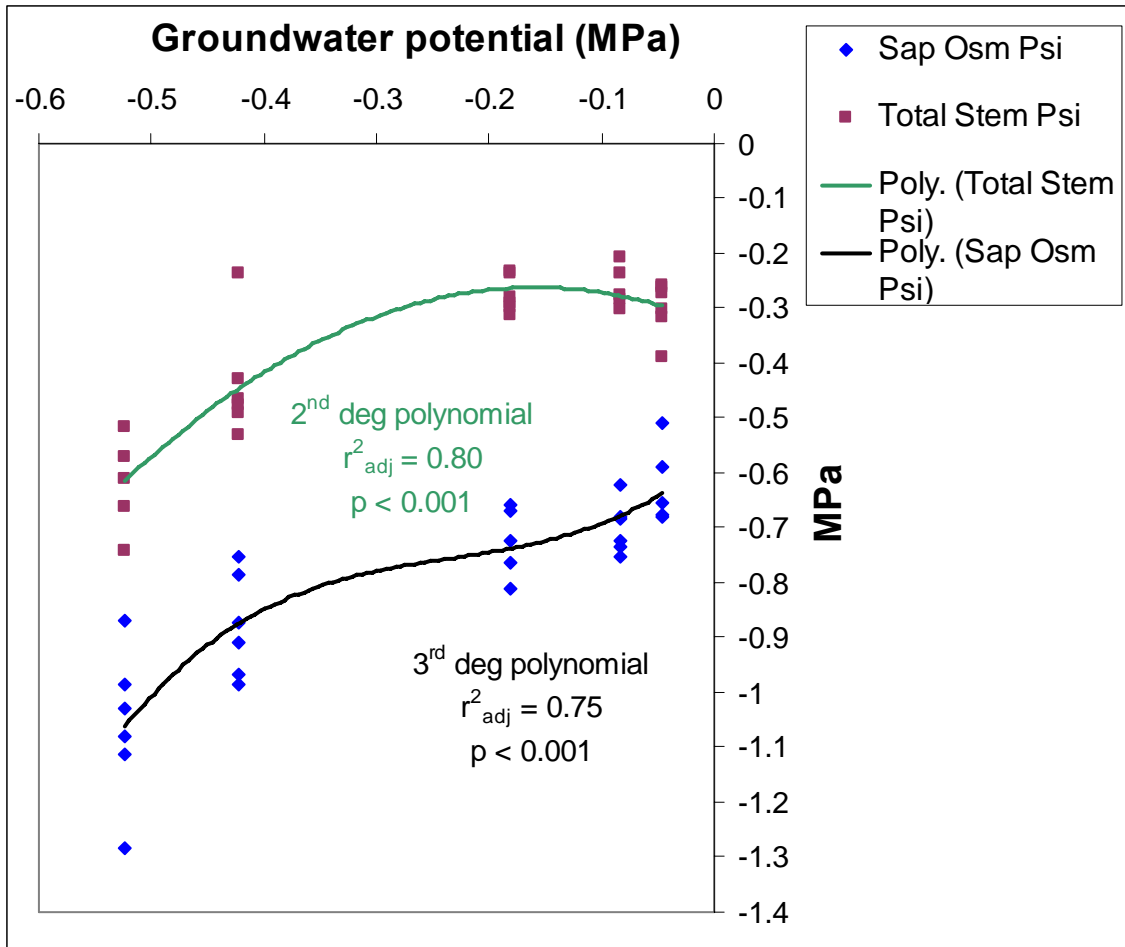 Groundwater potential (MPa)
-0.6 -0.5 -0.4 -0.3 -0.2 -0.1 0
Sap Osm Psi
Total Stem Psi
Poly. (Total Stem
Psi)
Poly. (Sap Osm
Psi)
0
-0.1
-0.2
-0.3
-0.4
-0.5
-0.6
-0.7
-0.8
-0.9
-1
-1.1
-1.2
-1.3
-1.4
MPa
2nd deg polynomial
r2adj = 0.80
p < 0.001
3rd deg polynomial
r2adj = 0.75
p < 0.001